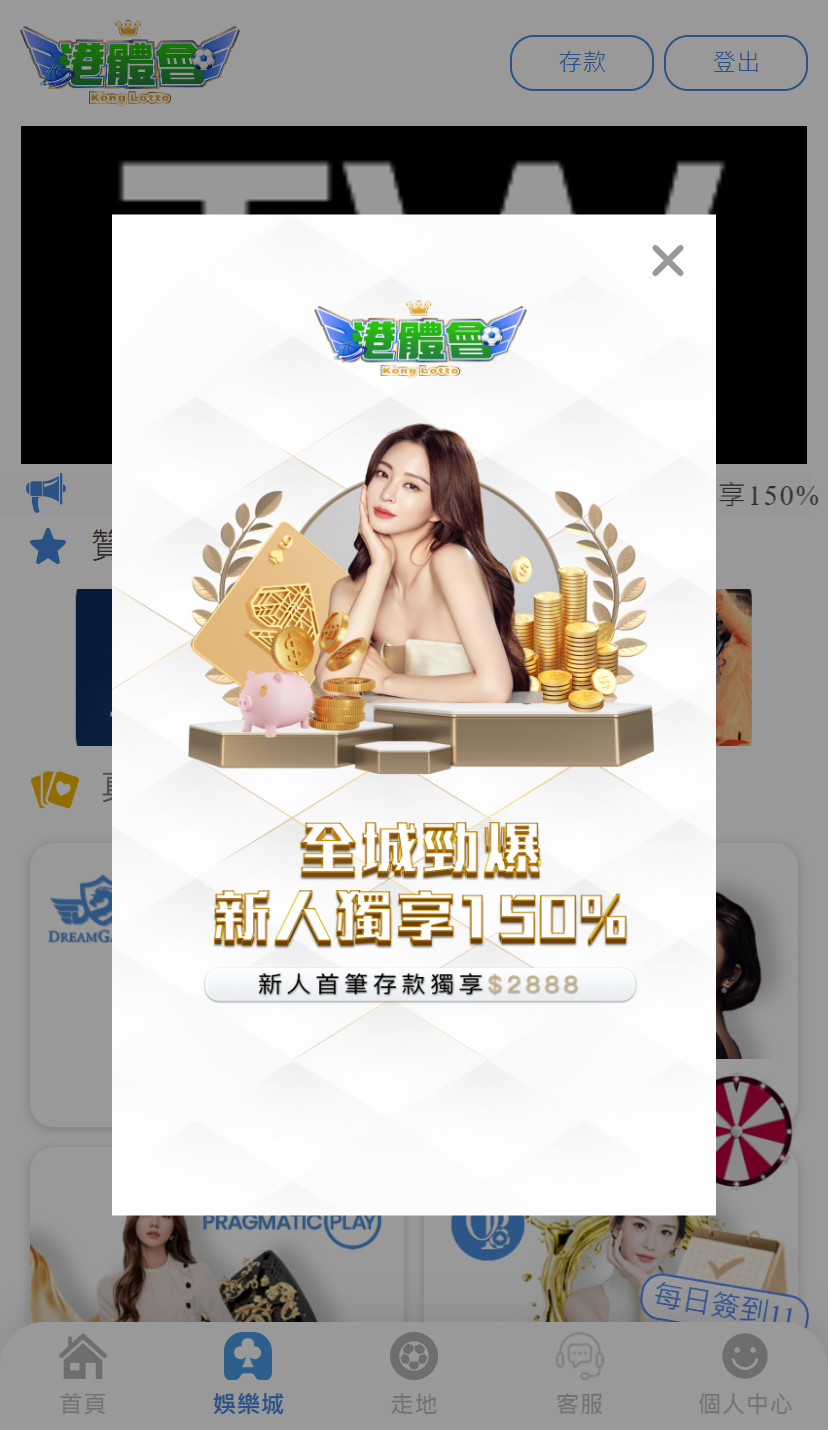 港體會
Kong Lotto
存款
登出
TW
港體會
Kong Lotto
享150%
贊
9
全城勁爆
新人獨享150%
新人首筆存款獨享$2888
PRAGMATIC PLAY
每日簽到11
首頁
娛樂城
走地
客服
個人中心